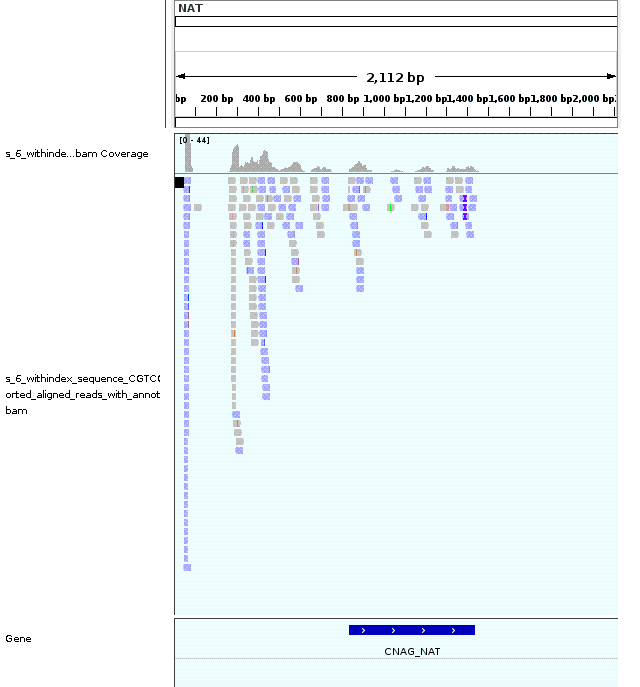 NAT
2,112 bp
bp 200 bp 400 bp 600 bp 800 bp 1,000 bp 1,200 bp 1,400 bp 1,600 bp 1,800 bp 2,000 bp
[0 - 44]
s_6_withinde...bam Coverage
s_6_withindex_sequence_CGTC
orted_aligned_reads_with_annot
bam
Gene
CNAG_NAT